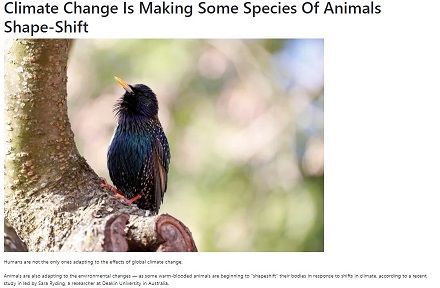 Climate Change Is Making Some Species Of Animals
Shape-Shift
Humans are not the only ones adapting to the effects of global climate change.
Animals are also adapting to the environmental changes — as some warm-blooded animals are beginning to "shapeshift" their bodies in response to shifts in climate, according to a recent
study in led by Sara Ryding, a researcher at Deakin University in Australia.